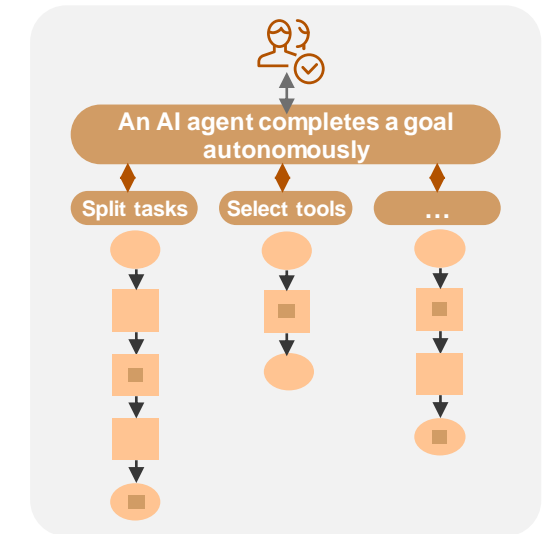 An AI agent completes a goal
autonomously
Split tasks
Select tools
...